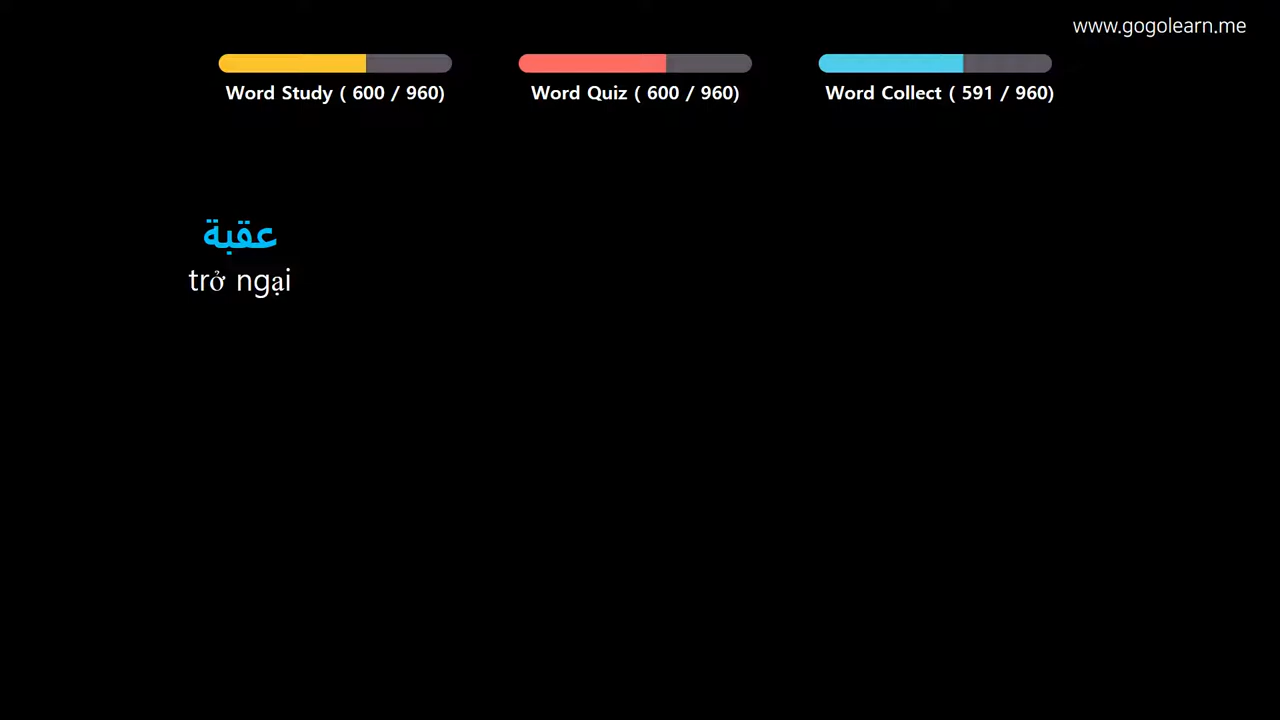 www.gogolearn.me
Word Study ( 600 / 960)
Word Quiz ( 600 / 960)
Word Collect ( 591 / 960)
عقبة
trở ngại